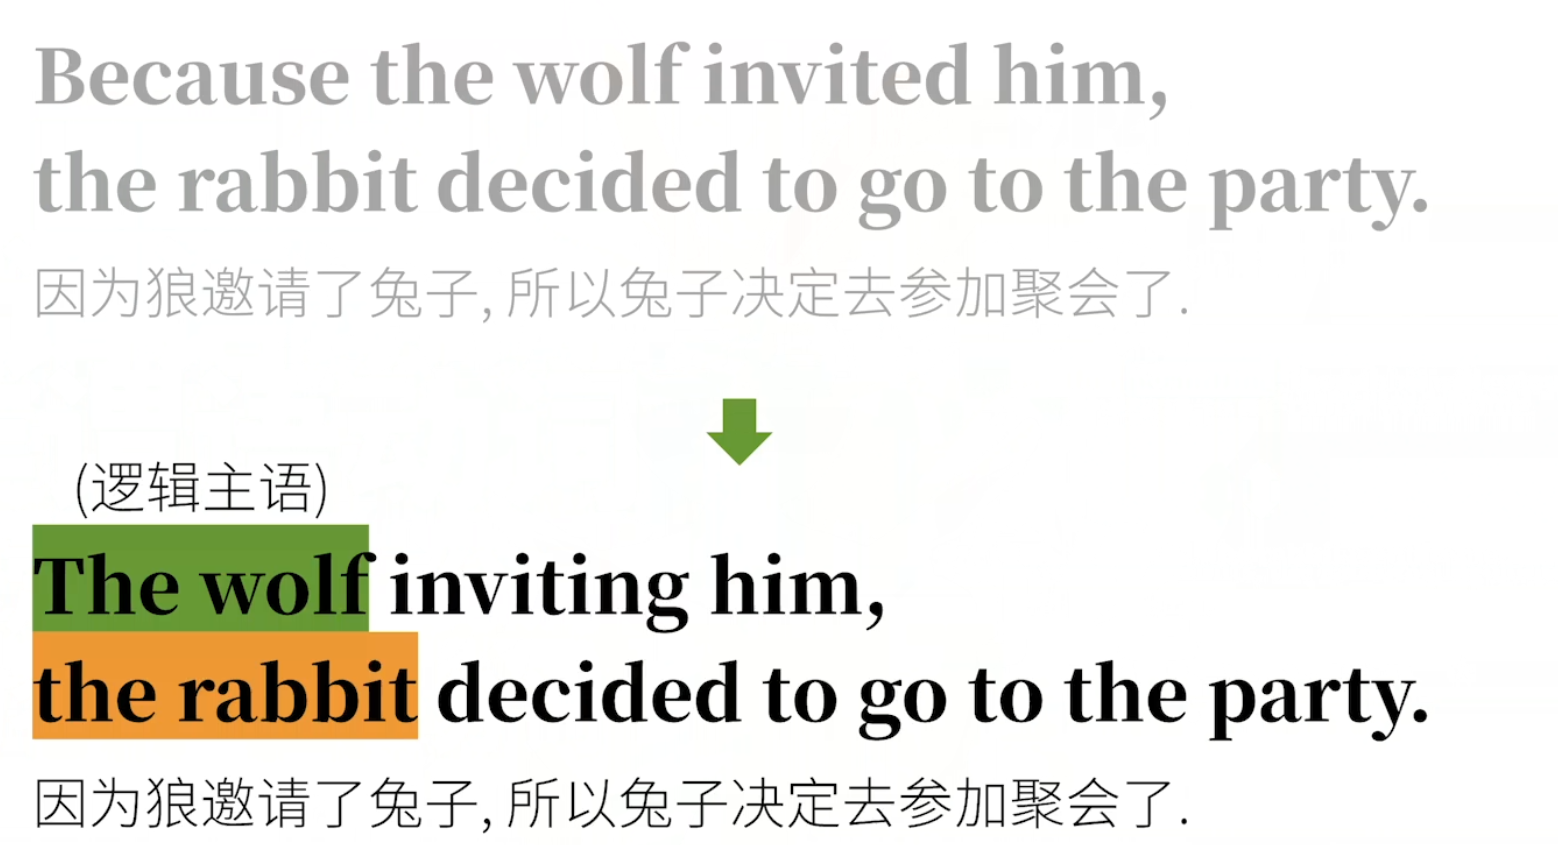 Because the wolf invited him,
the rabbit decided to go to the party.
因为狼邀请了兔子, 所以兔子决定去参加聚会了.
(逻辑主语)
The wolf inviting him,
the rabbit decided to go to the party.
因为狼邀请了兔子, 所以兔子决定去参加聚会了.